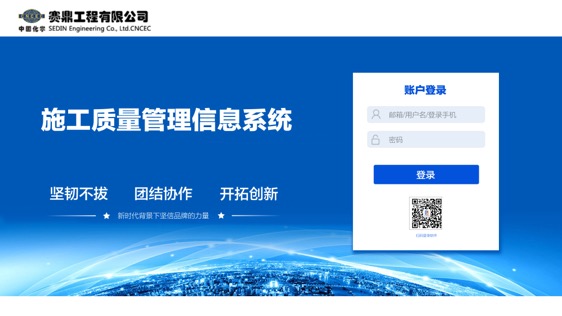 赛鼎工程有限公司
中国化学 SEDIN Engineering Co., Ltd.CNCEC
施工质量管理信息系统
坚韧不拔 团结协作 开拓创新
新时代背景下坚信品牌的力量
账户登录
邮箱/用户名/登录手机
密码
登录